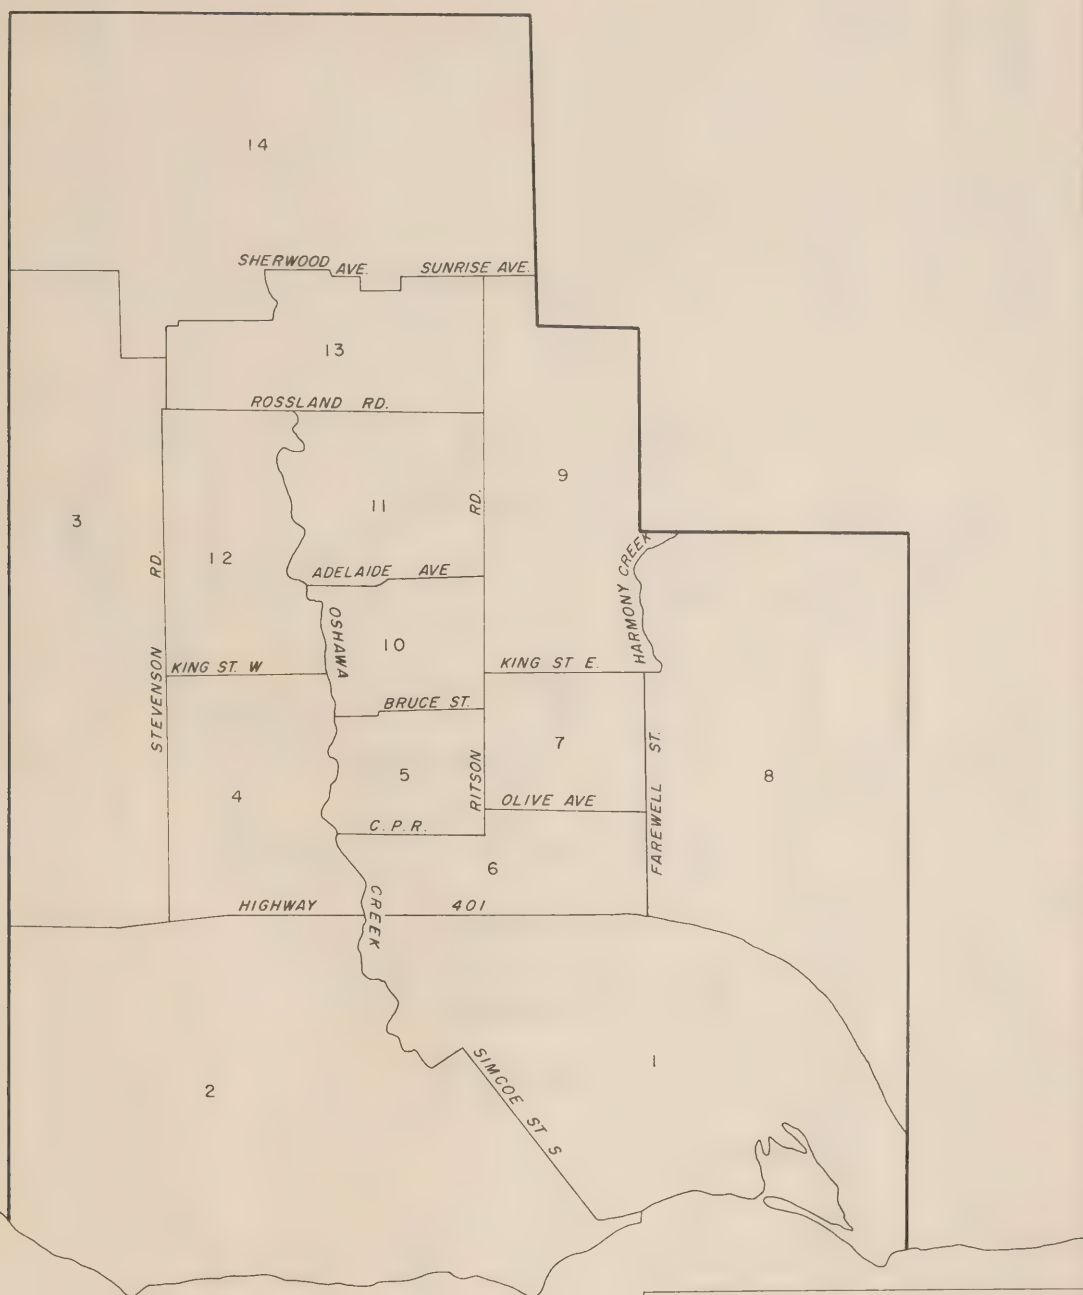 14
SHERWOOD AVE.
SUNRISE AVE.
13
ROSSLAND RD.
9
11
3
12
STEVENSON RD.
RITSON RD.
ADELAIDE AVE
HARMONY CREEK
OSHAWA CREEK
10
KING ST. W
KING ST E.
BRUCE ST.
7
5
4
8
OLIVE AVE
FAREWELL ST.
C.P.R.
6
HIGHWAY 401
SIMCOE ST S
1
2